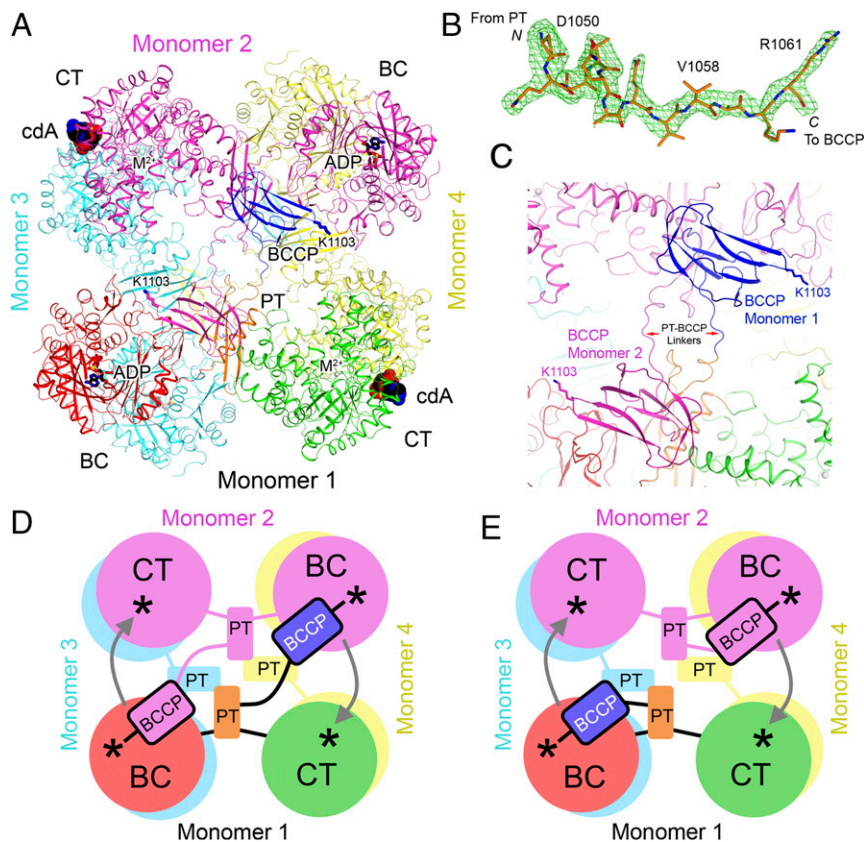 A
Monomer 2
CT
BC
cdA
M²⁺
ADP
Monomer 3
Monomer 4
K1103
BCCP
K1103
PT
ADP
M²⁺
cdA
BC
CT
Monomer 1
B
From PT
N
D1050
V1058
R1061
C
To BCCP
C
BCCP
Monomer 1
K1103
PT-BCCP
Linkers
BCCP
Monomer 2
K1103
D
Monomer 2
CT
*
BC
*
PT
BCCP
Monomer 3
Monomer 4
PT
PT
BCCP
PT
*
*
BC
CT
Monomer 1
E
Monomer 2
CT
*
BC
*
PT
BCCP
Monomer 3
Monomer 4
PT
PT
BCCP
PT
*
*
BC
CT
Monomer 1